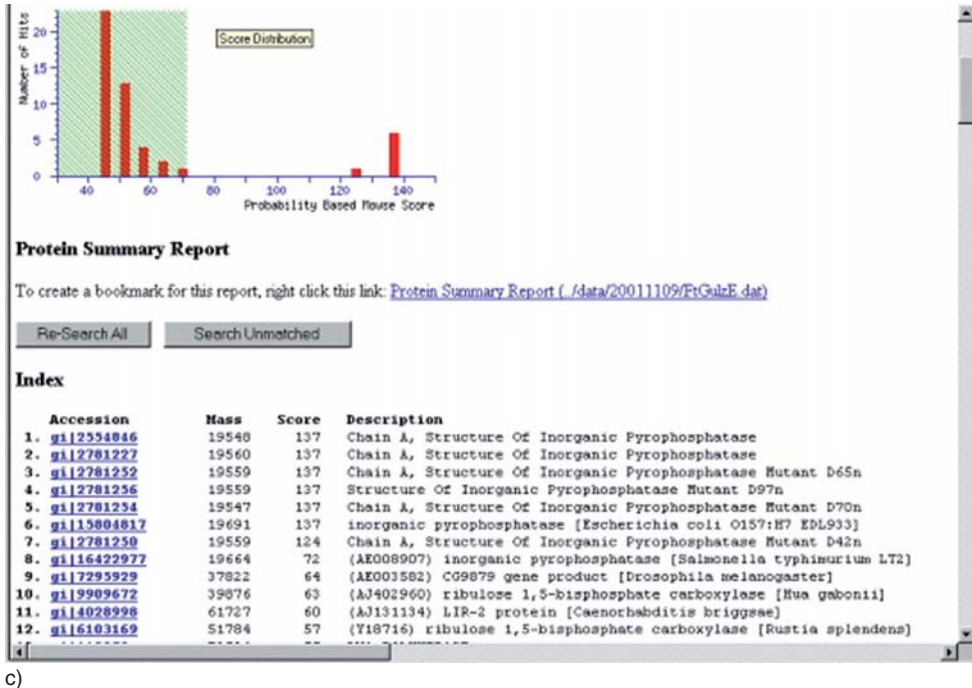 Number of Hits
20
15
10
5
0
Score Distribution
40 60 80 100 120 140
Probability Based Mowse Score
Protein Summary Report
To create a bookmark for this report, right click this link: Protein Summary Report (../data/20011109/FtGulzE.dat)
Re-Search All Search Unmatched
Index
Accession Mass Score Description
1. gi|2554846 19548 137 Chain A, Structure Of Inorganic Pyrophosphatase
2. gi|2781227 19560 137 Chain A, Structure Of Inorganic Pyrophosphatase
3. gi|2781252 19559 137 Chain A, Structure Of Inorganic Pyrophosphatase Mutant D65n
4. gi|2781256 19559 137 Structure Of Inorganic Pyrophosphatase Mutant D97n
5. gi|2781254 19547 137 Chain A, Structure Of Inorganic Pyrophosphatase Mutant D70n
6. gi|15804817 19691 137 inorganic pyrophosphatase [Escherichia coli O157:H7 EDL933]
7. gi|2781250 19559 124 Chain A, Structure Of Inorganic Pyrophosphatase Mutant D42n
8. gi|16422977 19664 72 (AE008907) inorganic pyrophosphatase [Salmonella typhimurium LT2]
9. gi|7295929 37822 64 (AE003582) CG9879 gene product [Drosophila melanogaster]
10. gi|9909672 39876 63 (AJ402960) ribulose 1,5-bisphosphate carboxylase [Hua gabonii]
11. gi|4028998 61727 60 (AJ131134) LIR-2 protein [Caenorhabditis briggsae]
12. gi|6103169 51784 57 (Y18716) ribulose 1,5-bisphosphate carboxylase [Rustia splendens]
c)